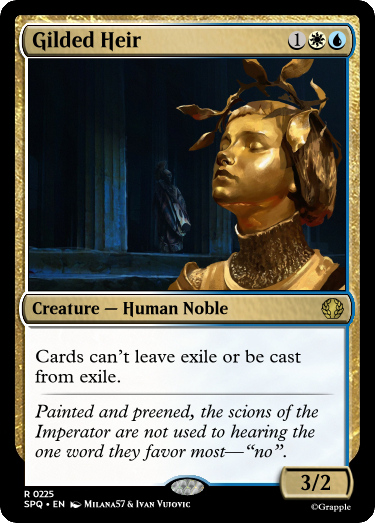 Gilded Heir 1
Creature — Human Noble
Cards can't leave exile or be cast
from exile.
Painted and preened, the scions of the
Imperator are not used to hearing the
one word they favor most—“no”.
3/2
R 0225
SPQ • EN Milana57 & Ivan Vujovic
©Grapple